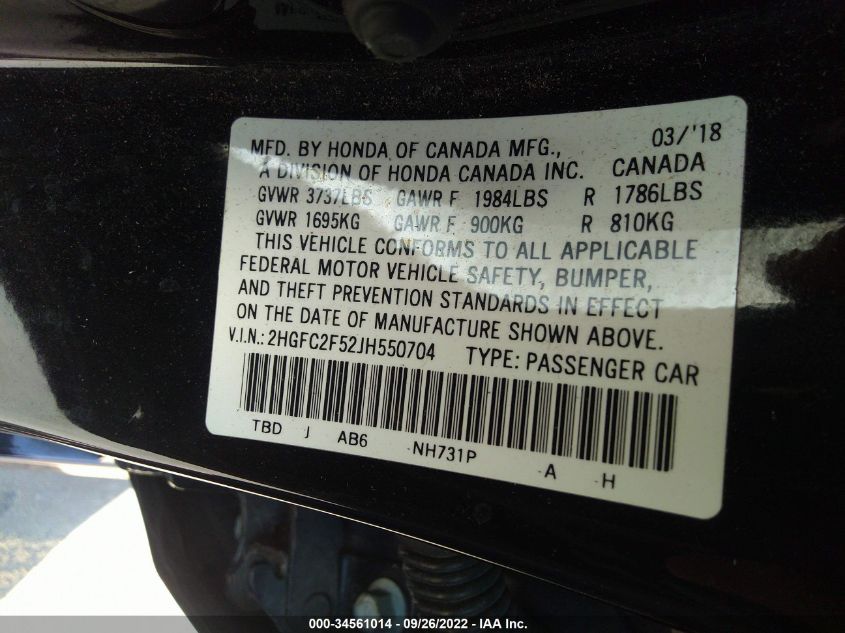 MFD. BY HONDA OF CANADA MFG., 03/'18
A DIVISION OF HONDA CANADA INC. CANADA
GVWR 3737LBS GAWR F 1984LBS R 1786LBS
GVWR 1695KG GAWR F 900KG R 810KG
THIS VEHICLE CONFORMS TO ALL APPLICABLE
FEDERAL MOTOR VEHICLE SAFETY, BUMPER,
AND THEFT PREVENTION STANDARDS IN EFFECT
ON THE DATE OF MANUFACTURE SHOWN ABOVE.
V.I.N.: 2HGFC2F52JH550704 TYPE: PASSENGER CAR
TBD J AB6 NH731P A H
000-34561014 - 09/26/2022 - IAA Inc.